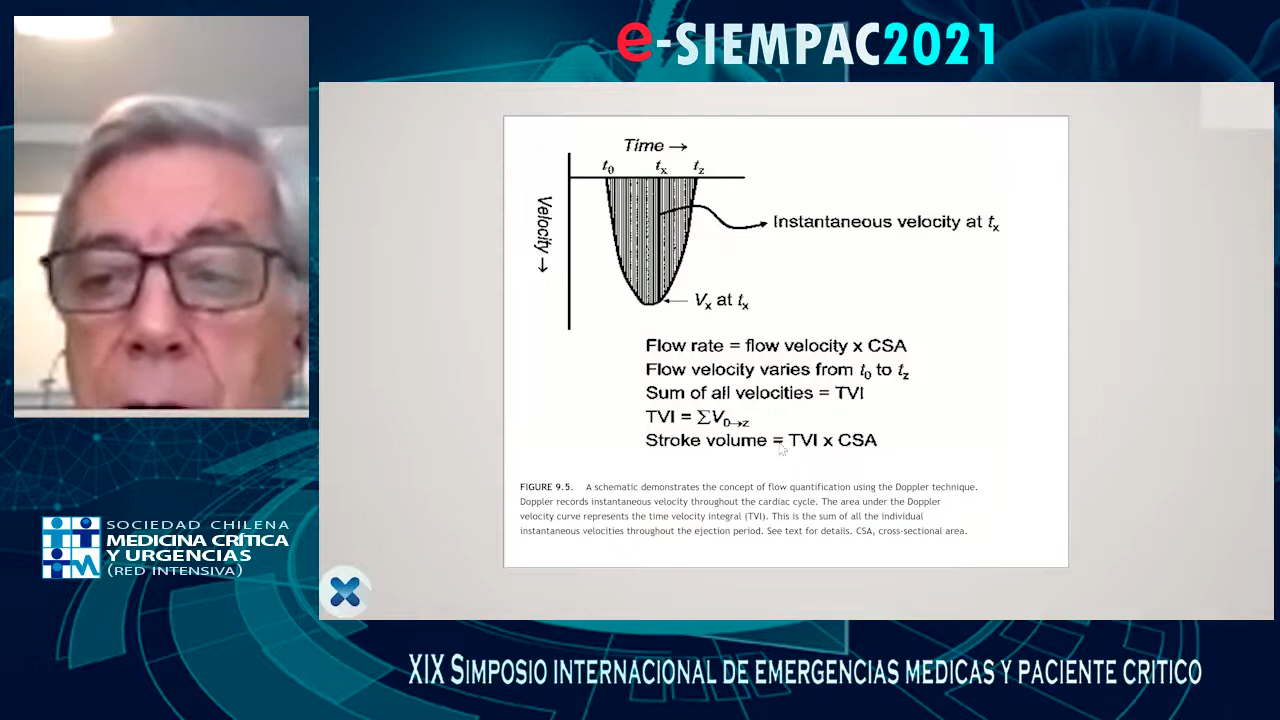 e-SIEMPAC2021
Time →
t0 tx tz
Velocity →
Instantaneous velocity at tx
← Vx at tx
Flow rate = flow velocity x CSA
Flow velocity varies from t0 to tz
Sum of all velocities = TVI
TVI = ∑V0→z
Stroke volume = TVI x CSA
FIGURE 9.5. A schematic demonstrates the concept of flow quantification using the Doppler technique.
Doppler records instantaneous velocity throughout the cardiac cycle. The area under the Doppler
velocity curve represents the time velocity integral (TVI). This is the sum of all the individual
instantaneous velocities throughout the ejection period. See text for details. CSA, cross-sectional area.
SOCIEDAD CHILENA
MEDICINA CRÍTICA
Y URGENCIAS
(RED INTENSIVA)
XIX SIMPOSIO INTERNACIONAL DE EMERGENCIAS MEDICAS Y PACIENTE CRITICO